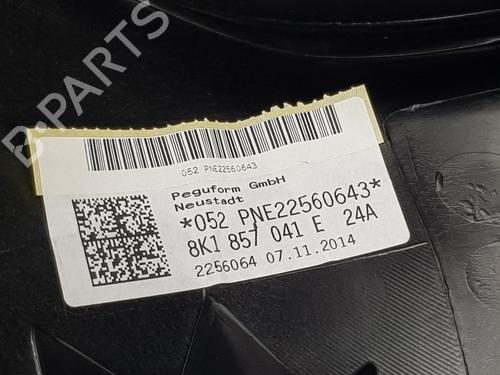 B-PARTS
052 PNE22560643
Peguform GmbH
Neustadt
*052 PNE22560643*
8K1 857 041 E 24A
2256064 07.11.2014